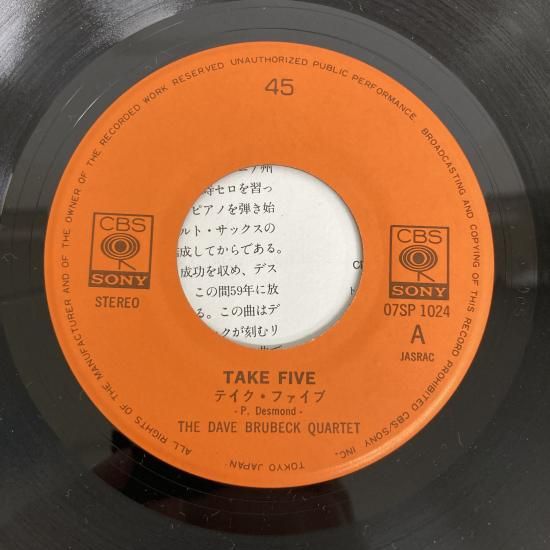 ALL RIGHTS OF THE MANUFACTURER AND OF THE OWNER OF THE RECORDED WORK RESERVED UNAUTHORIZED PUBLIC PERFORMANCE. BROADCASTING AND COPYING OF THIS RECORD PROHIBITED CBS/SONY INC. TOKYO JAPAN
45
CBS
SONY
STEREO
CBS
SONY
07SP 1024
A
JASRAC
セロを習っ
ピアノを弾き始
ルト・サックスの
成してからである。
成功を収め、デス
この間59年に放
る。この曲はデ
クが刻むリ
TAKE FIVE
テイク・ファイブ
- P. Desmond -
THE DAVE BRUBECK QUARTET